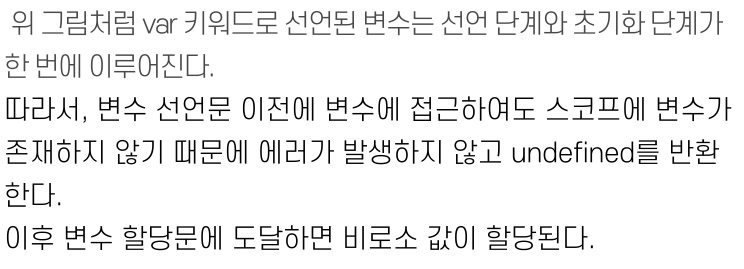 위 그림처럼 var 키워드로 선언된 변수는 선언 단계와 초기화 단계가
한 번에 이루어진다.
따라서, 변수 선언문 이전에 변수에 접근하여도 스코프에 변수가
존재하지 않기 때문에 에러가 발생하지 않고 undefined를 반환
한다.
이후 변수 할당문에 도달하면 비로소 값이 할당된다.